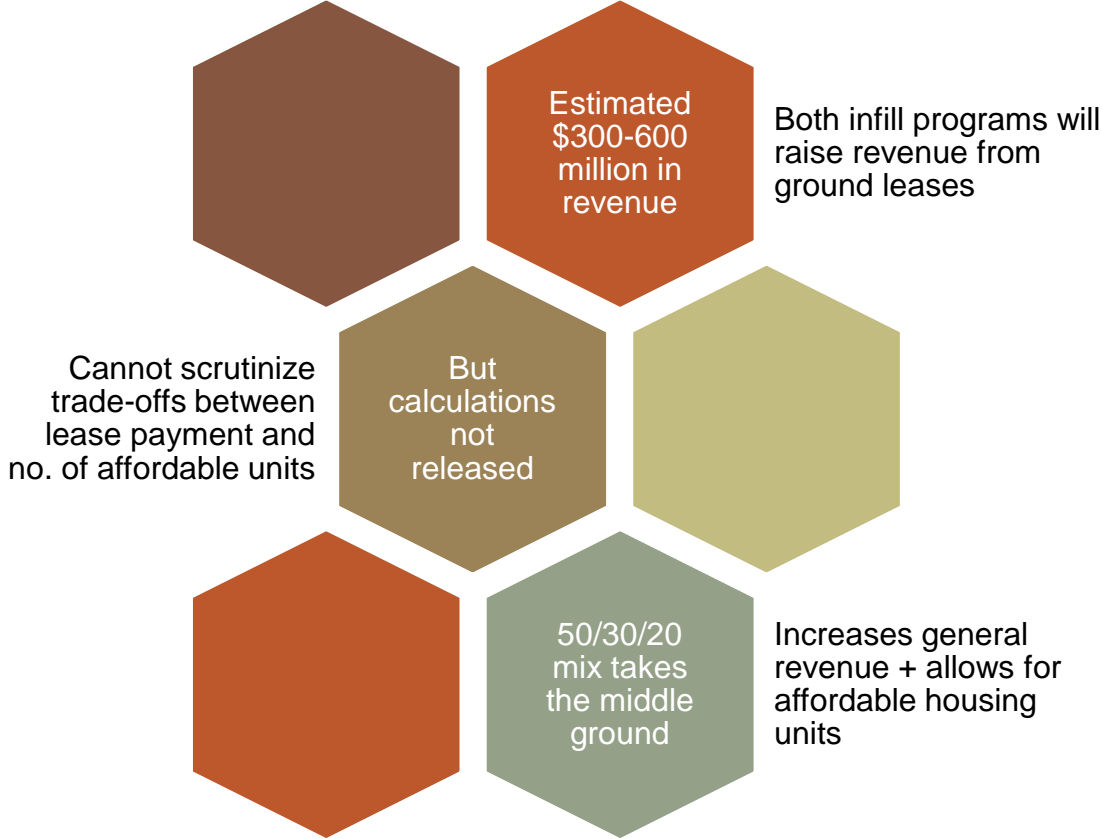 Estimated
$300-600
million in
revenue
Both infill programs will
raise revenue from
ground leases
Cannot scrutinize
trade-offs between
lease payment and
no. of affordable units
But
calculations
not
released
50/30/20
mix takes
the middle
ground
Increases general
revenue + allows for
affordable housing
units